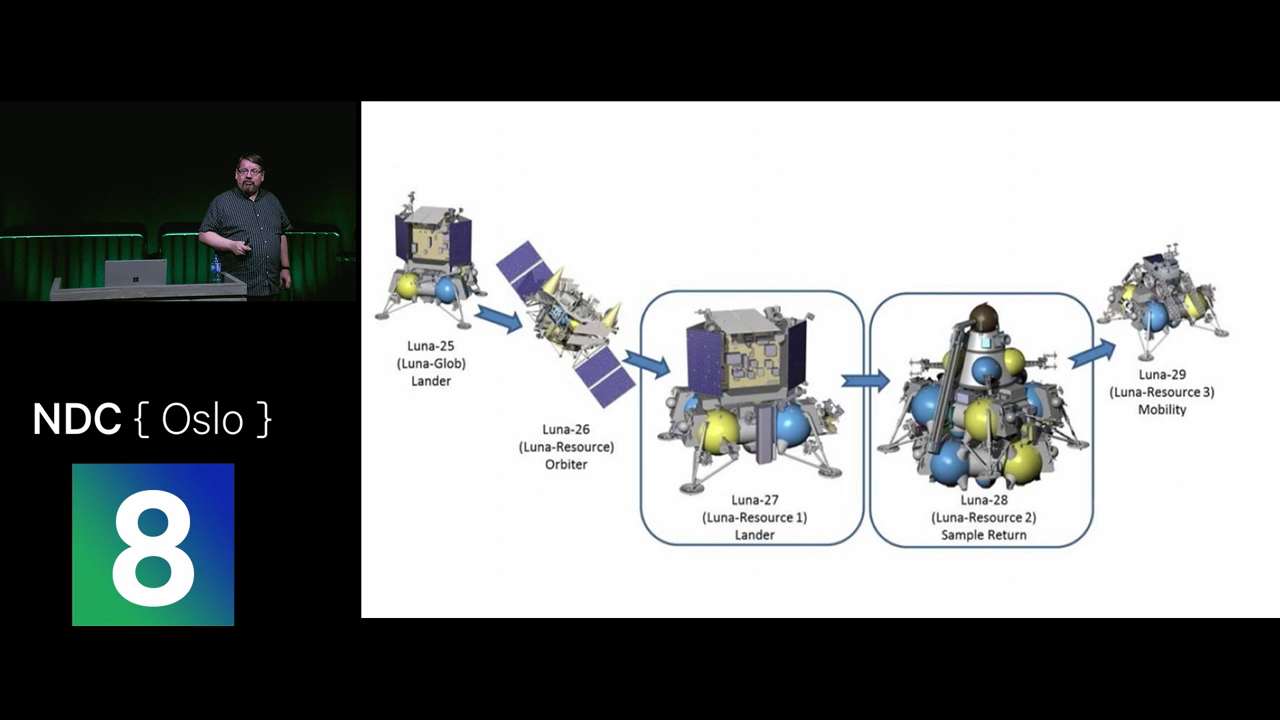 NDC { Oslo }
8
Luna-25
(Luna-Glob)
Lander
Luna-26
(Luna-Resource)
Orbiter
Luna-27
(Luna-Resource 1)
Lander
Luna-28
(Luna-Resource 2)
Sample Return
Luna-29
(Luna-Resource 3)
Mobility